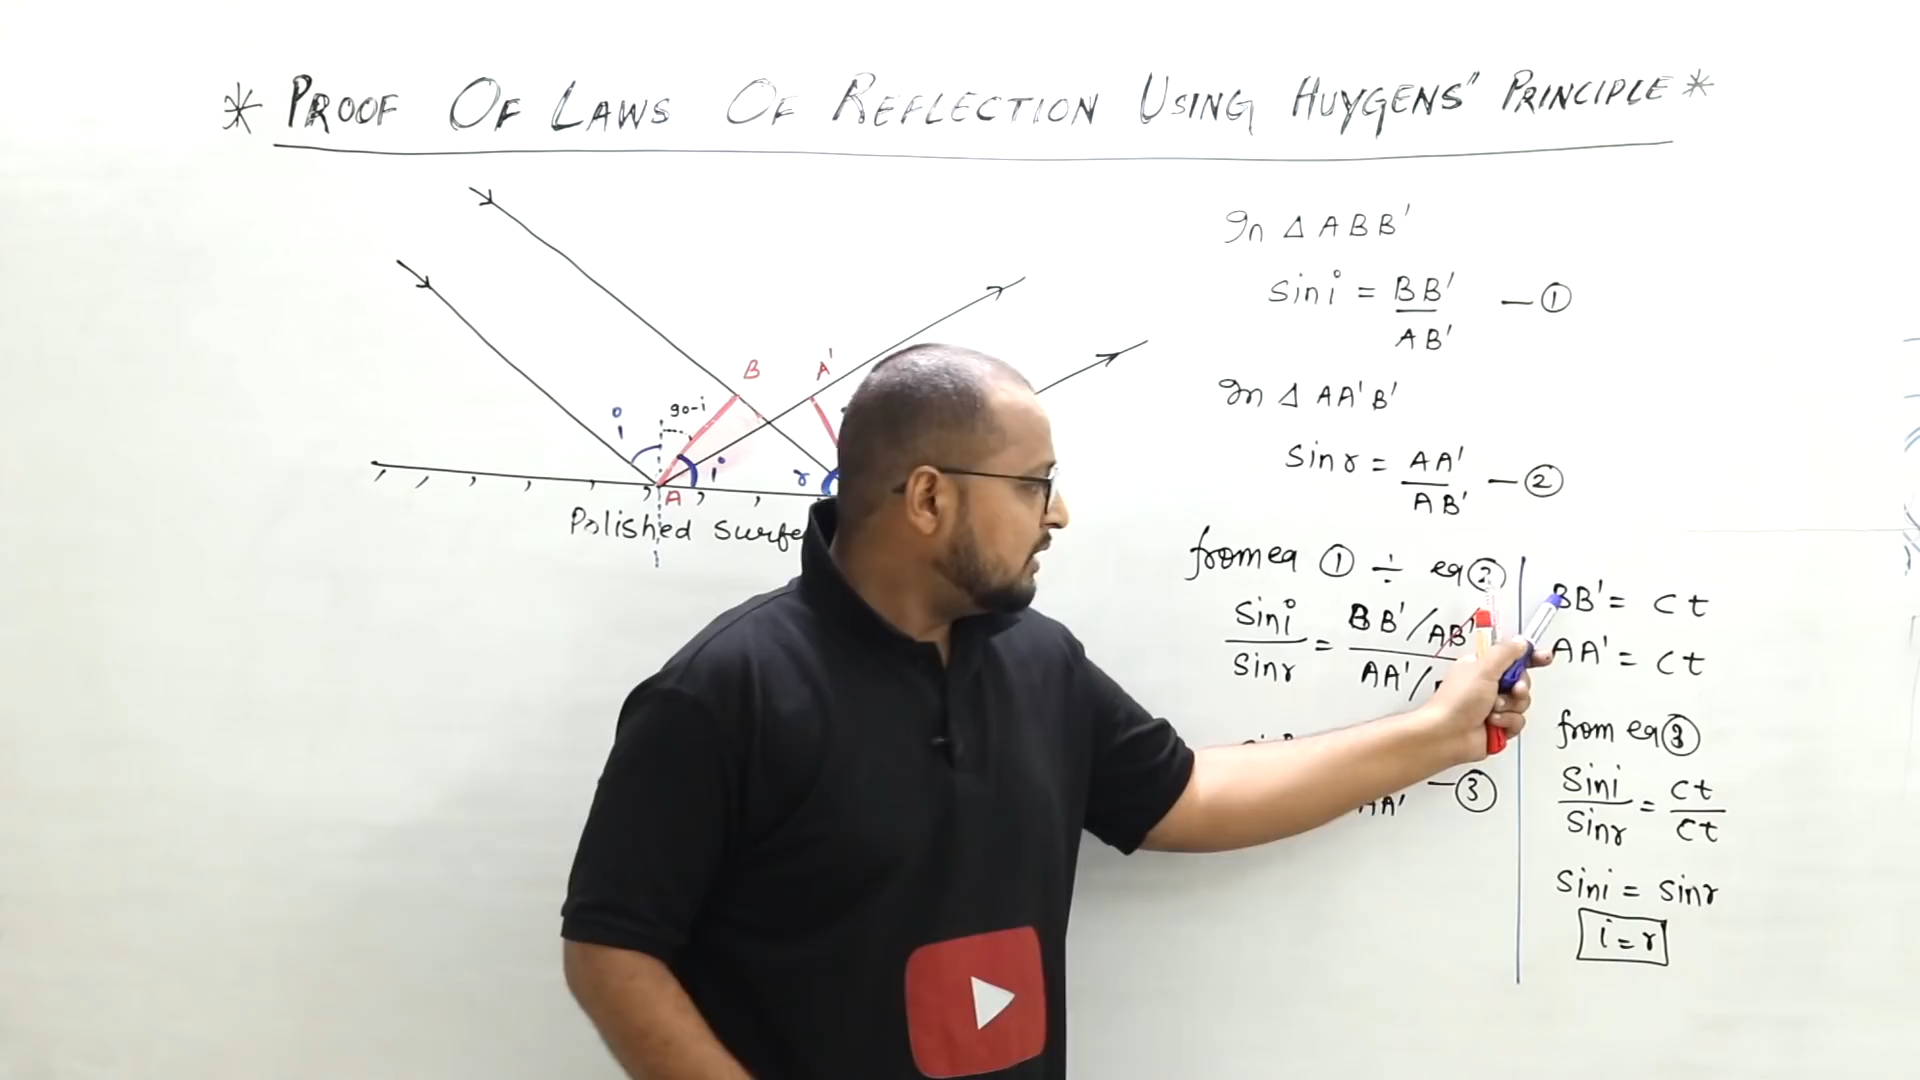 * PROOF OF LAWS OF REFLECTION USING HUYGENS" PRINCIPLE *
B
A'
90-i
i
i
r
A
Polished
In Δ ABB'
Sin i = BB' / AB' — ①
In Δ AA'B'
Sin r = AA' / AB' — ②
from eq ① ÷ eq ②
Sin i / Sin r = BB'/AB' / AA'/
AA' — ③
BB' = ct
AA' = ct
from eq ③
Sin i / Sin r = ct / ct
Sin i = Sin r
i = r